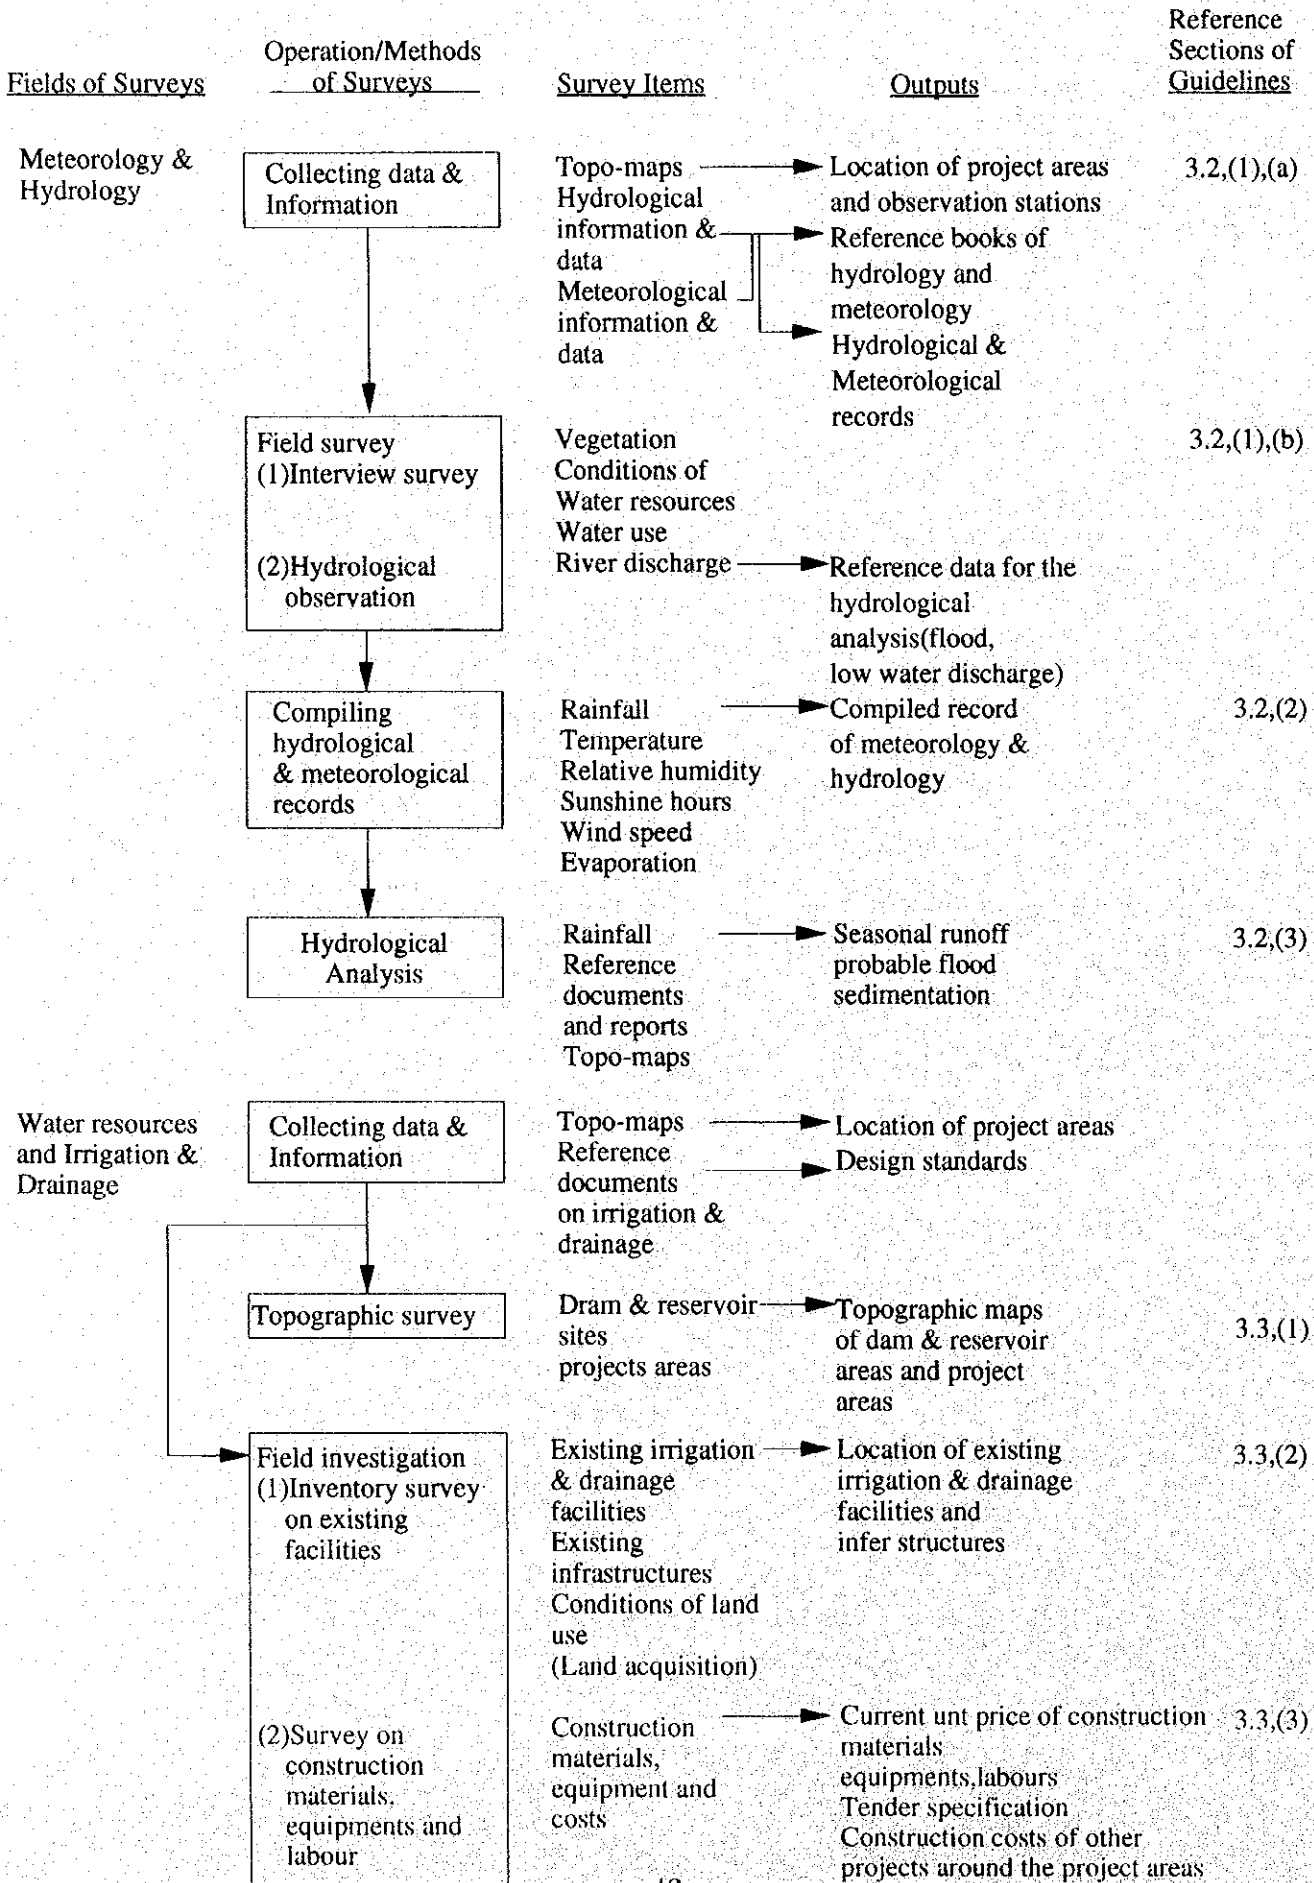 Reference
Sections of
Guidelines
Operation/Methods
of Surveys
Fields of Surveys
Survey Items
Outputs
Meteorology &
Hydrology
Collecting data &
Information
Topo-maps
Hydrological
information &
data
Meteorological
information &
data
Location of project areas
and observation stations
Reference books of
hydrology and
meteorology
Hydrological &
Meteorological
records
3.2,(1),(a)
Field survey
(1)Interview survey
(2)Hydrological
observation
Vegetation
Conditions of
Water resources
Water use
River discharge
Reference data for the
hydrological
analysis(flood,
low water discharge)
3.2,(1),(b)
Compiling
hydrological
& meteorological
records
Rainfall
Temperature
Relative humidity
Sunshine hours
Wind speed
Evaporation
Compiled record
of meteorology &
hydrology
3.2,(2)
Hydrological
Analysis
Rainfall
Reference
documents
and reports
Topo-maps
Seasonal runoff
probable flood
sedimentation
3.2,(3)
Water resources
and Irrigation &
Drainage
Collecting data &
Information
Topo-maps
Reference
documents
on irrigation &
drainage
Location of project areas
Design standards
Topographic survey
Dram & reservoir
sites
projects areas
Topographic maps
of dam & reservoir
areas and project
areas
3.3,(1)
Field investigation
(1)Inventory survey
on existing
facilities
Existing irrigation
& drainage
facilities
Existing
infrastructures
Conditions of land
use
(Land acquisition)
Location of existing
irrigation & drainage
facilities and
infer structures
3.3,(2)
(2)Survey on
construction
materials,
equipments and
labour
Construction
materials,
equipment and
costs
Current unt price of construction
materials
equipments,labours
Tender specification
Construction costs of other
projects around the project areas
3.3,(3)